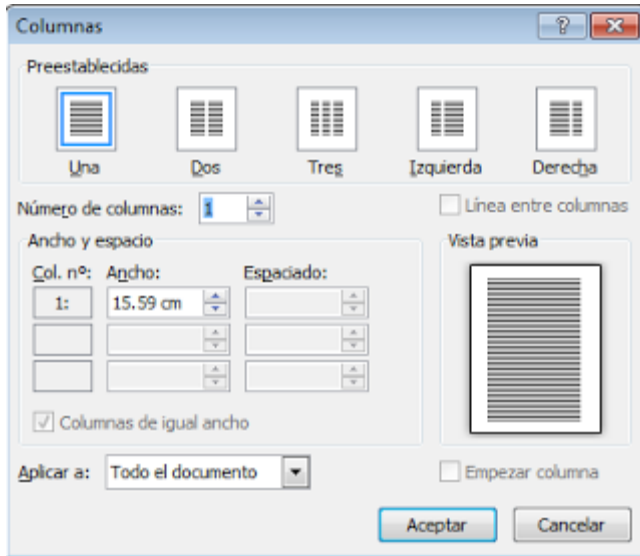 Columnas
Preestablecidas
Una Dos Tres Izquierda Derecha
Número de columnas: 1 Línea entre columnas
Ancho y espacio Vista previa
Col. nº: Ancho: Espaciado:
1: 15.59 cm
Columnas de igual ancho
Aplicar a: Todo el documento Empezar columna
Aceptar Cancelar